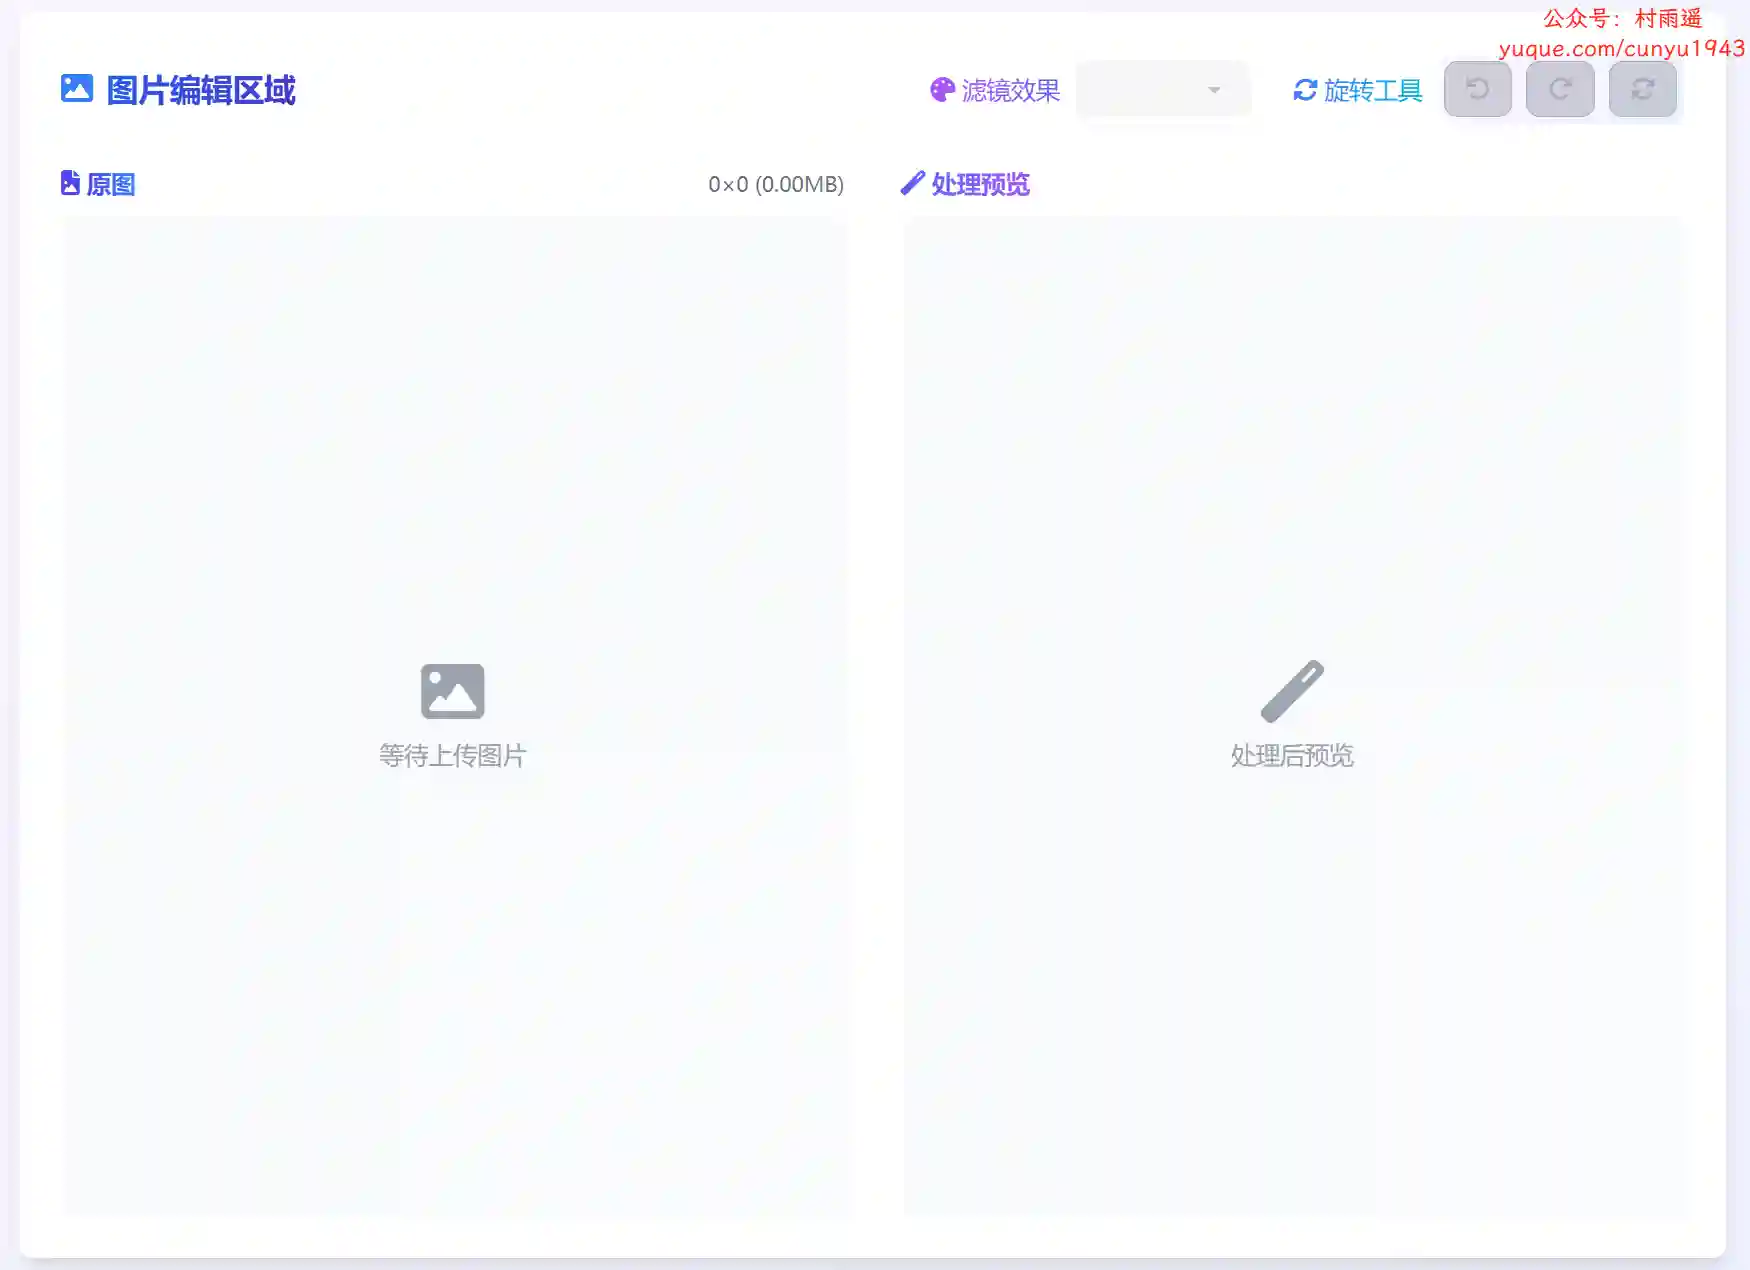 公众号：村雨遥
yuque.com/cunyu1943
图片编辑区域
滤镜效果
旋转工具
原图
0×0 (0.00MB)
处理预览
等待上传图片
处理后预览